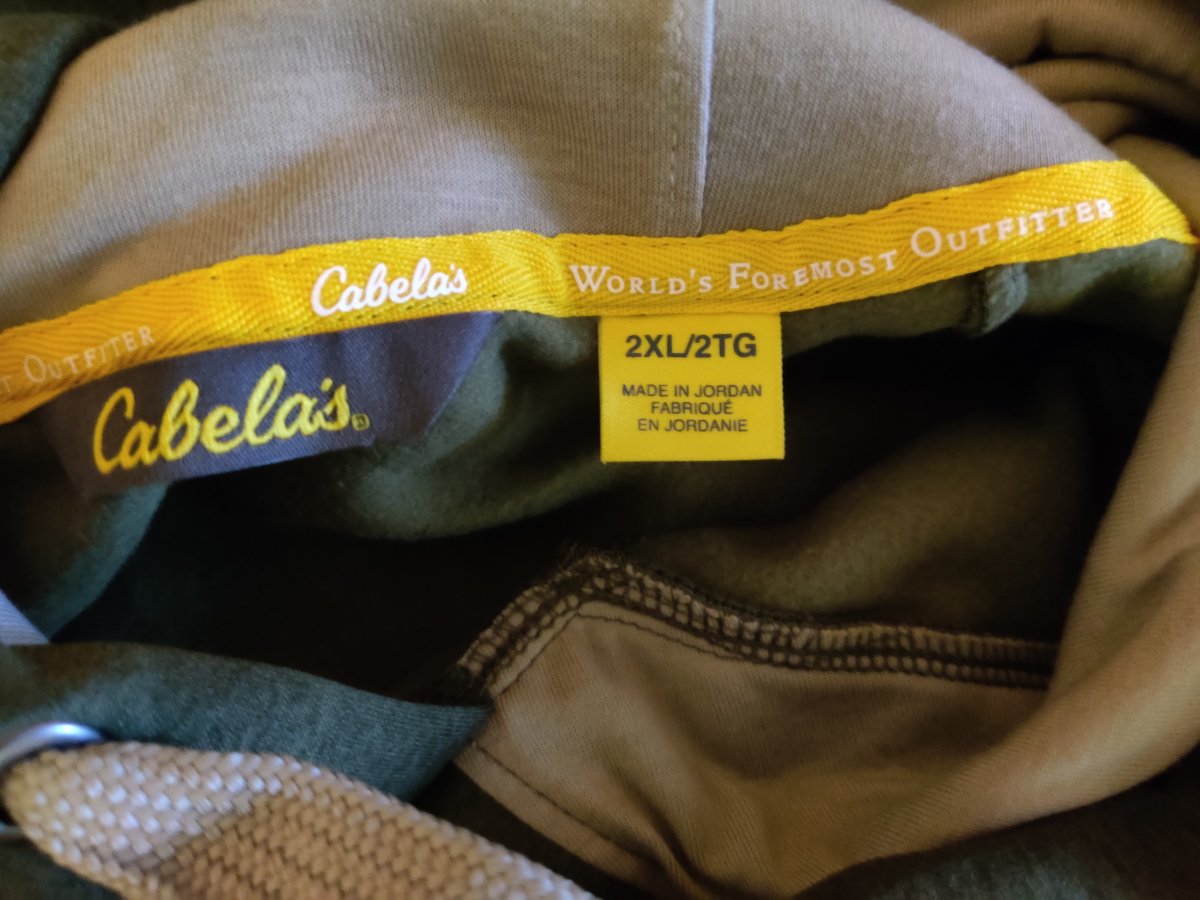 Cabela's World's Foremost Outfitter
Outfitter
Cabela's®
2XL/2TG
MADE IN JORDAN
FABRIQUÉ
EN JORDANIE